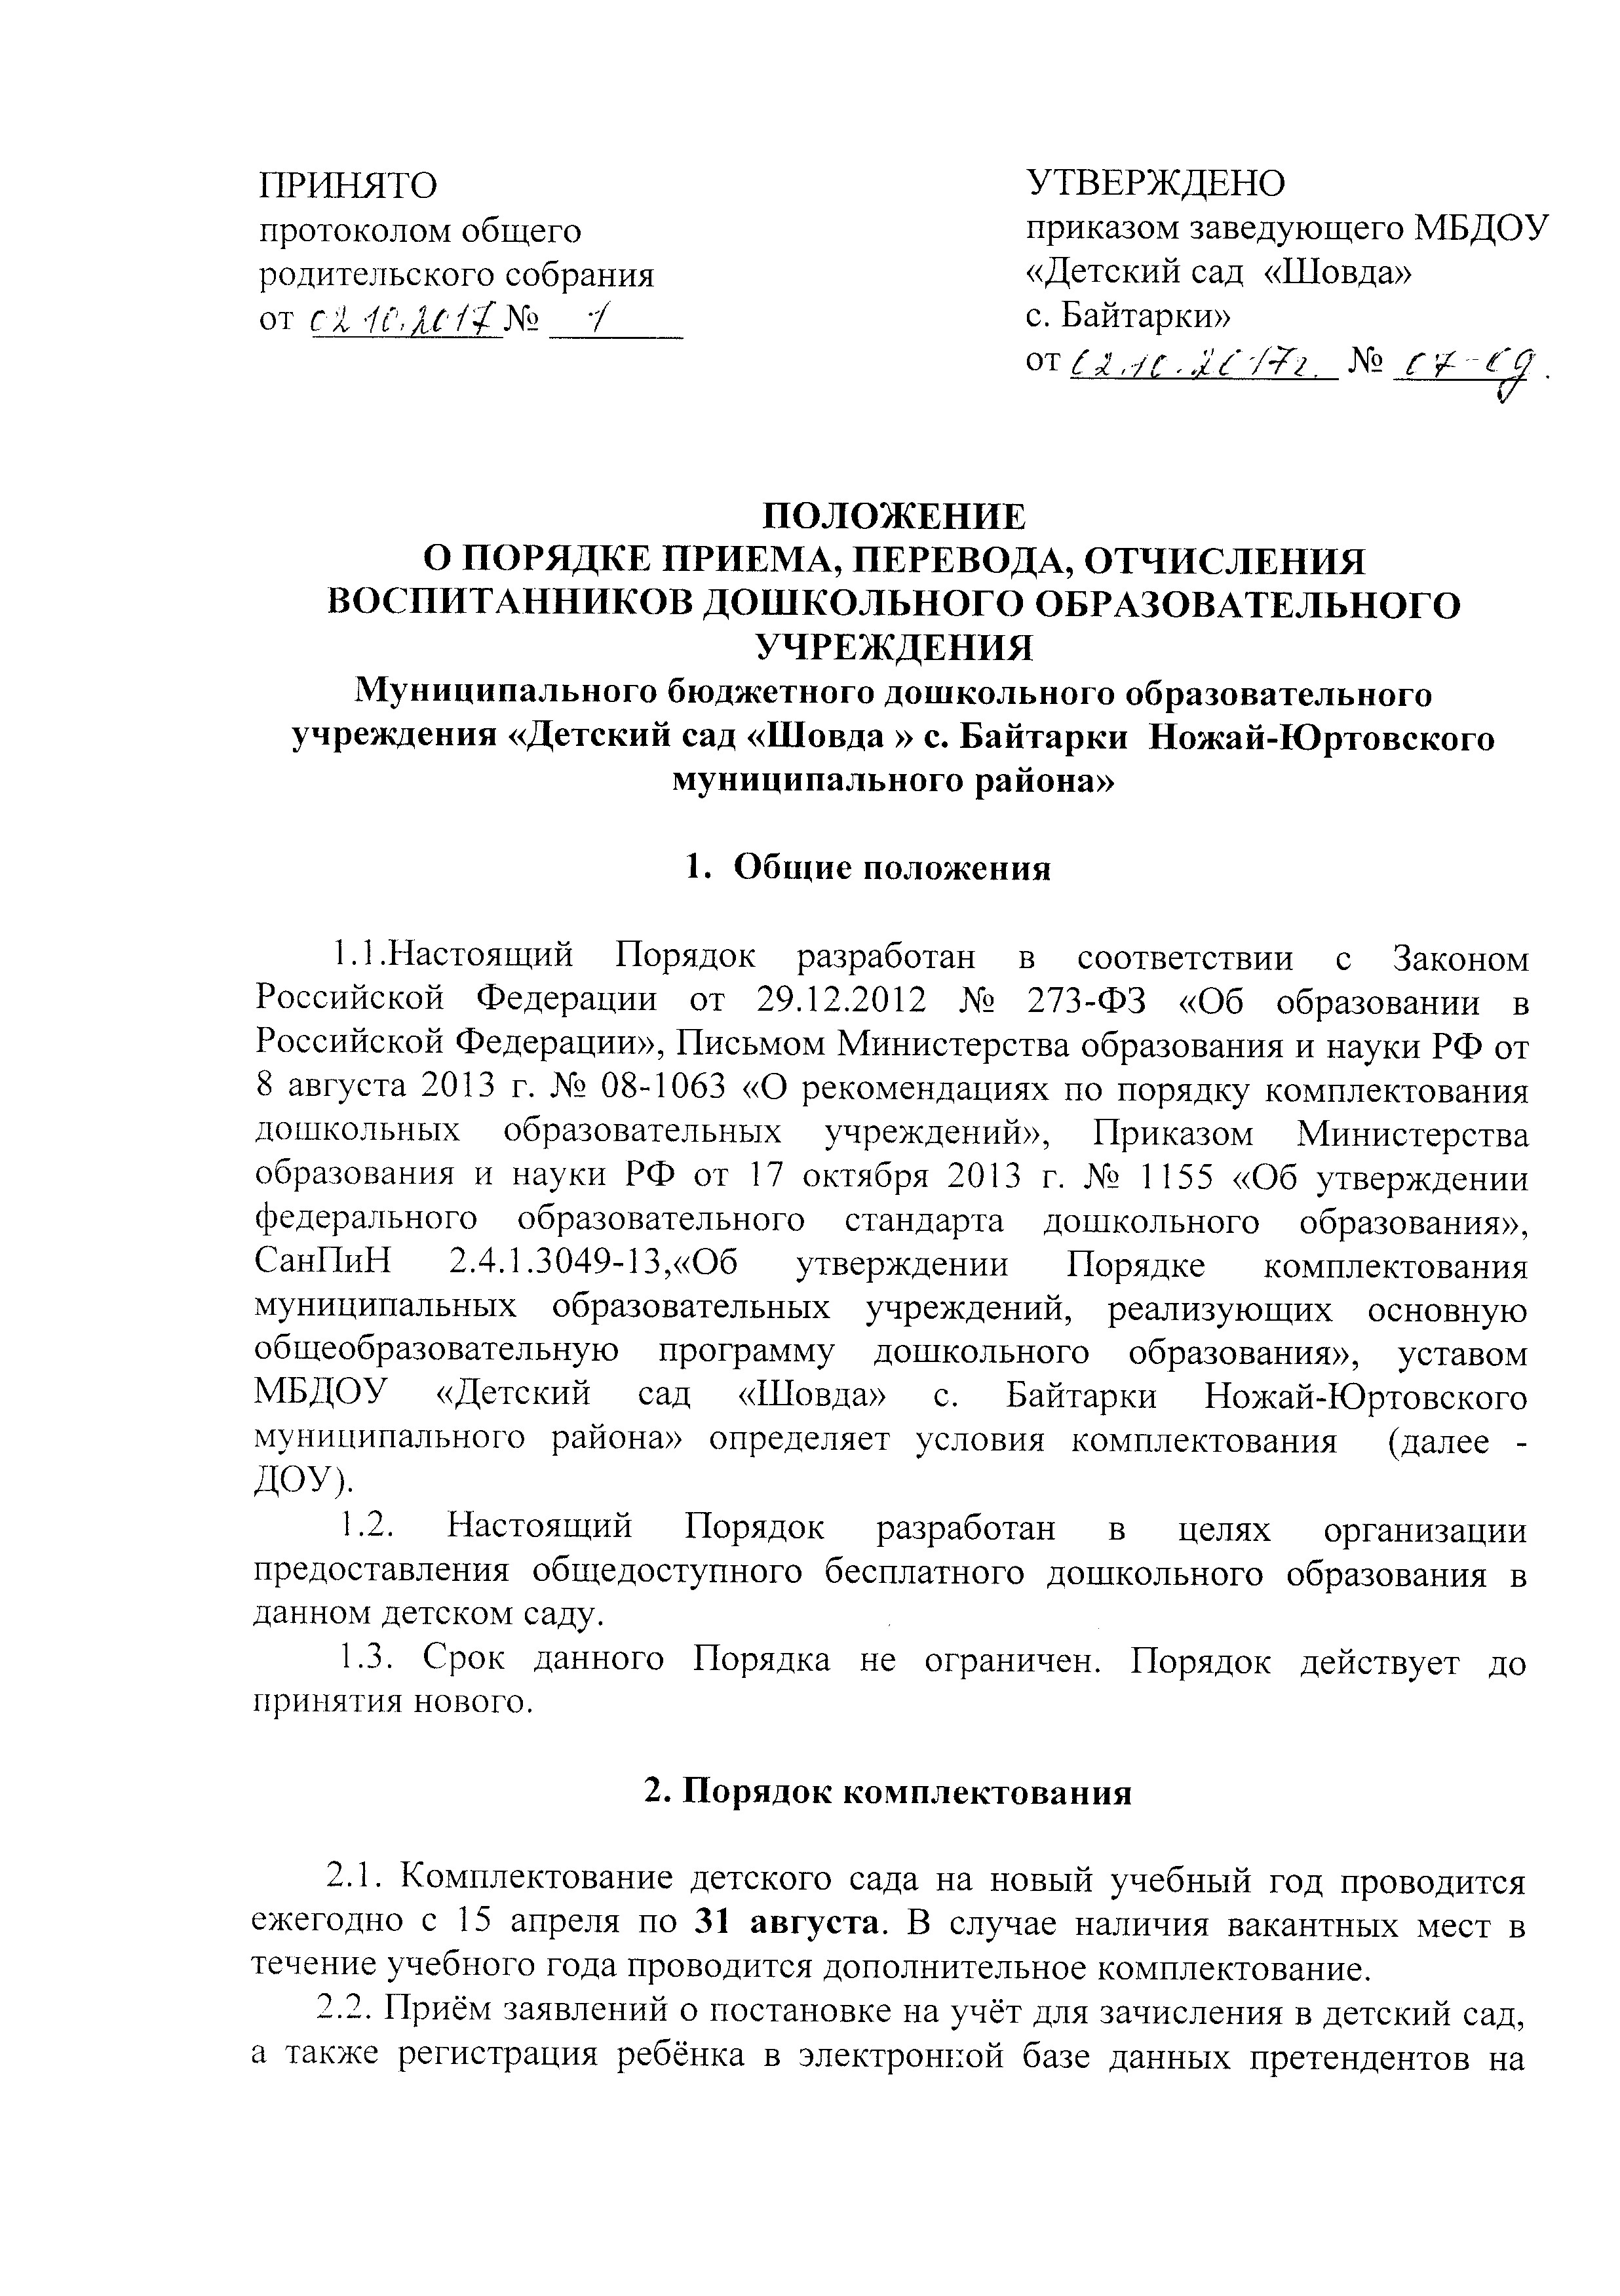 ПРИНЯТО
протоколом общего
родительского собрания
от 02.10.2017 № 1
УТВЕРЖДЕНО
приказом заведующего МБДОУ
«Детский сад «Шовда»
с. Байтарки»
от 02.10.2017г. № 07-од.
ПОЛОЖЕНИЕ
О ПОРЯДКЕ ПРИЕМА, ПЕРЕВОДА, ОТЧИСЛЕНИЯ
ВОСПИТАННИКОВ ДОШКОЛЬНОГО ОБРАЗОВАТЕЛЬНОГО
УЧРЕЖДЕНИЯ
Муниципального бюджетного дошкольного образовательного
учреждения «Детский сад «Шовда » с. Байтарки Ножай-Юртовского
муниципального района»
1. Общие положения
1.1.Настоящий Порядок разработан в соответствии с Законом
Российской Федерации от 29.12.2012 № 273-ФЗ «Об образовании в
Российской Федерации», Письмом Министерства образования и науки РФ от
8 августа 2013 г. № 08-1063 «О рекомендациях по порядку комплектования
дошкольных образовательных учреждений», Приказом Министерства
образования и науки РФ от 17 октября 2013 г. № 1155 «Об утверждении
федерального образовательного стандарта дошкольного образования»,
СанПиН 2.4.1.3049-13,«Об утверждении Порядке комплектования
муниципальных образовательных учреждений, реализующих основную
общеобразовательную программу дошкольного образования», уставом
МБДОУ «Детский сад «Шовда» с. Байтарки Ножай-Юртовского
муниципального района» определяет условия комплектования (далее -
ДОУ).
1.2. Настоящий Порядок разработан в целях организации
предоставления общедоступного бесплатного дошкольного образования в
данном детском саду.
1.3. Срок данного Порядка не ограничен. Порядок действует до
принятия нового.
2. Порядок комплектования
2.1. Комплектование детского сада на новый учебный год проводится
ежегодно с 15 апреля по 31 августа. В случае наличия вакантных мест в
течение учебного года проводится дополнительное комплектование.
2.2. Приём заявлений о постановке на учёт для зачисления в детский сад,
а также регистрация ребёнка в электронной базе данных претендентов на